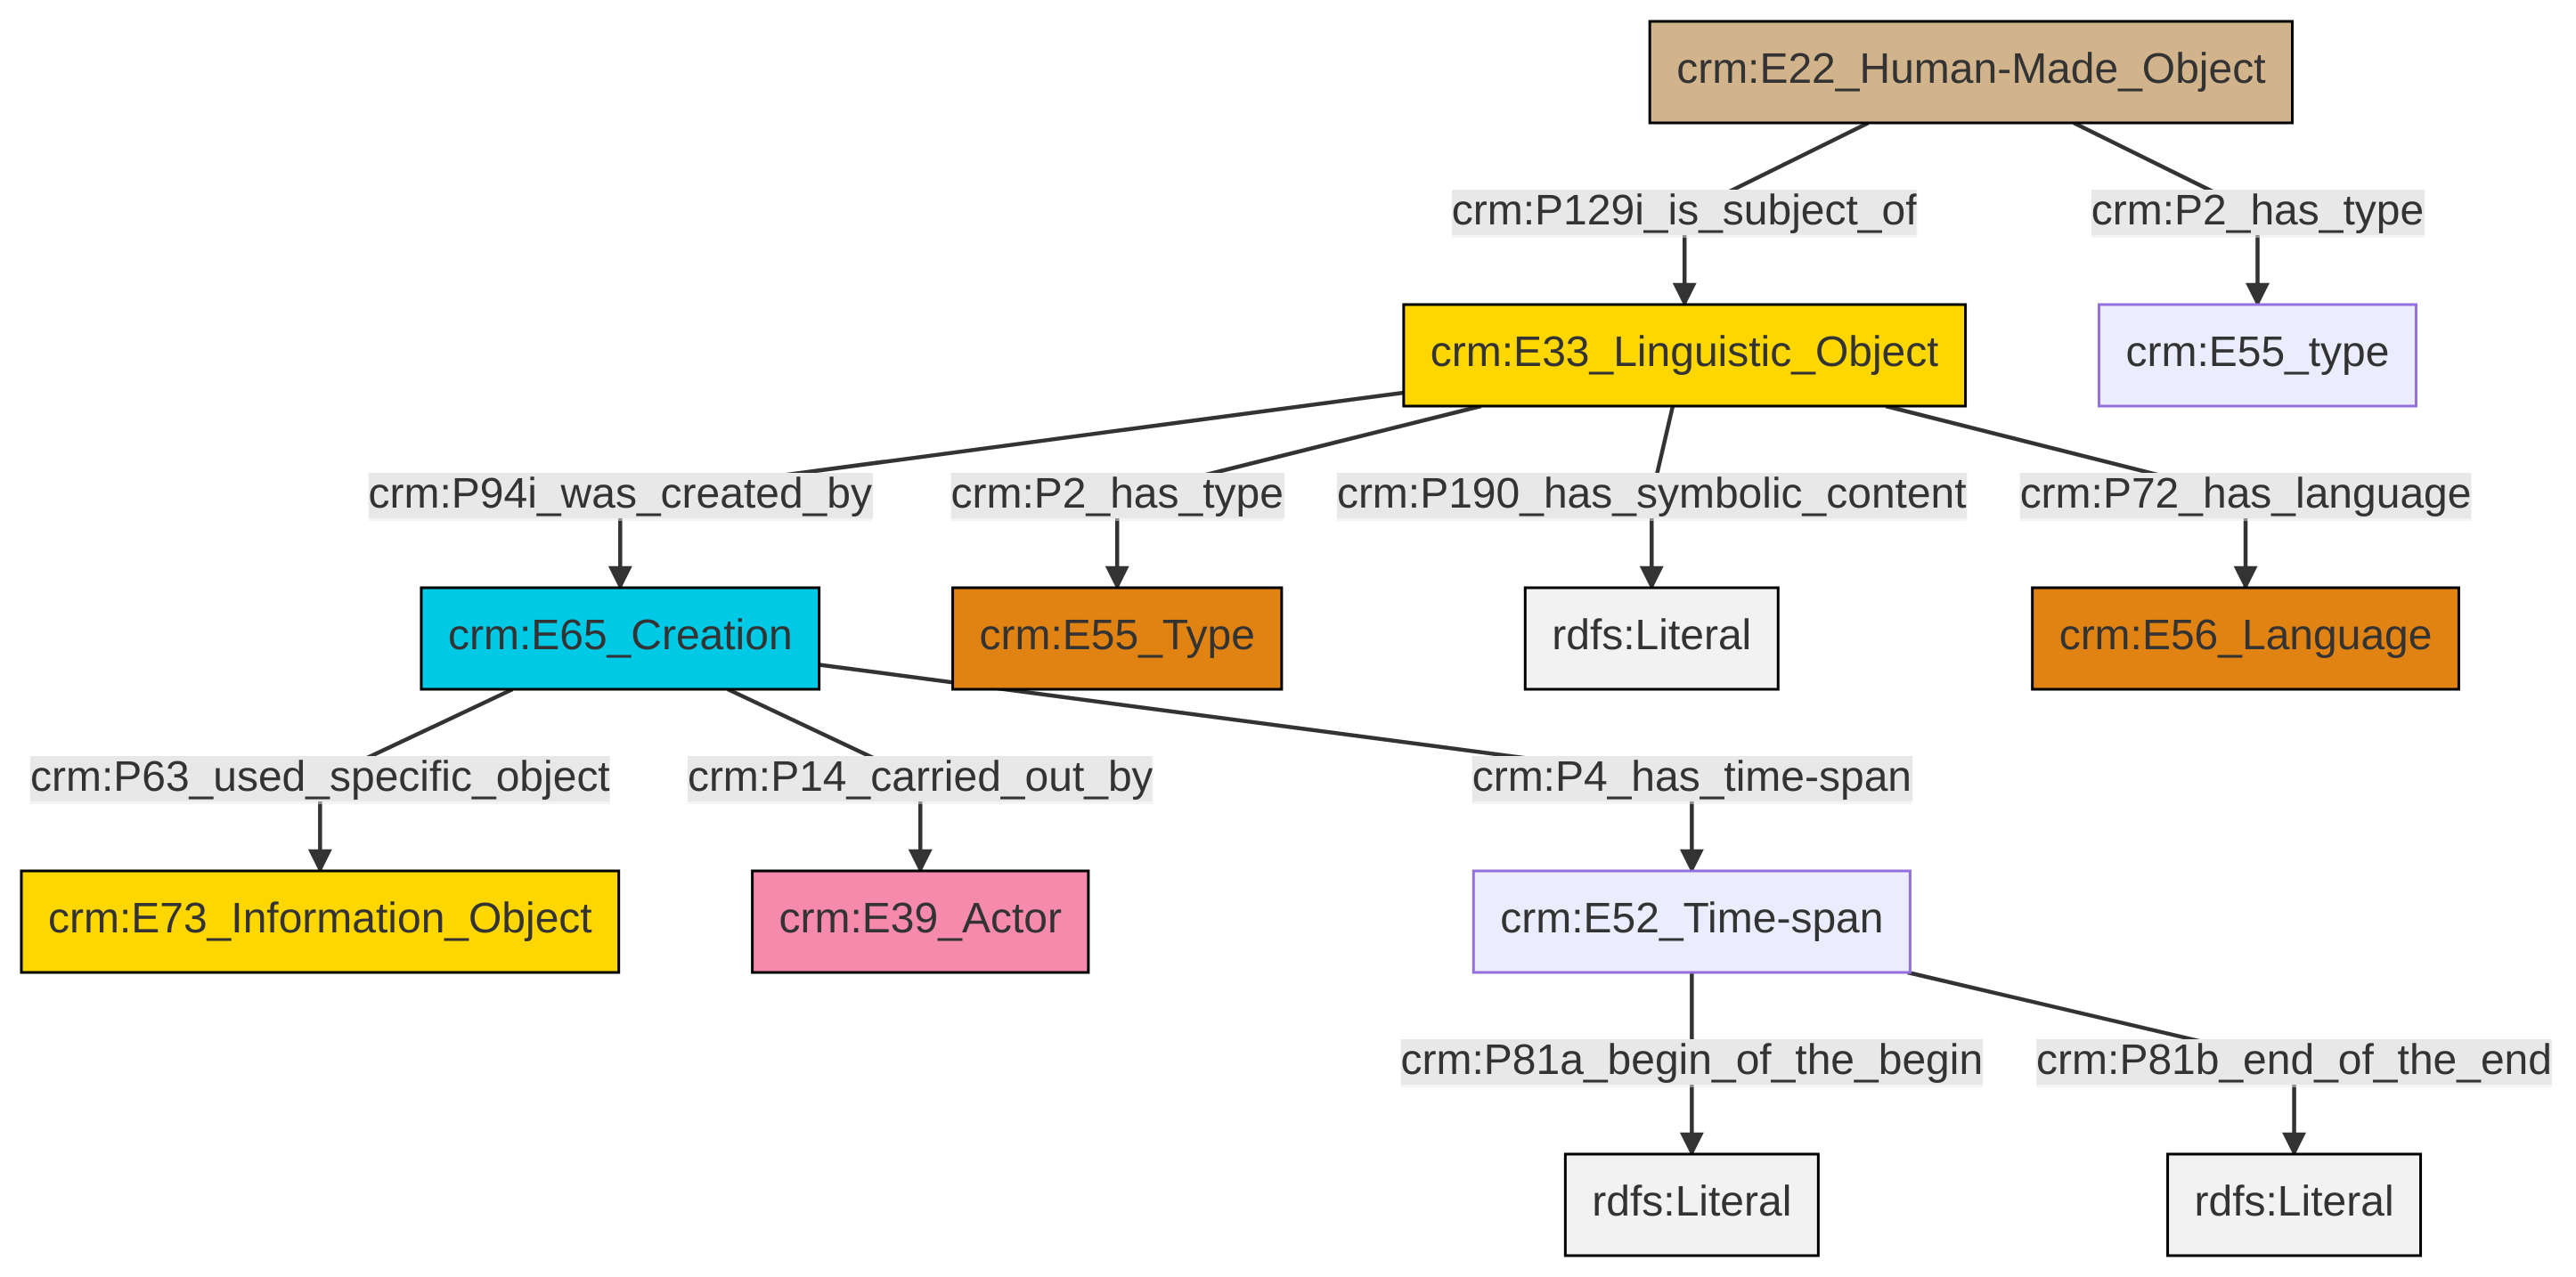 crm:E22_Human-Made_Object
crm:P129i_is_subject_of
crm:P2_has_type
crm:E33_Linguistic_Object
crm:E55_type
crm:P94i_was_created_by
crm:P2_has_type
crm:P190_has_symbolic_content
crm:P72_has_language
crm:E65_Creation
crm:E55_Type
rdfs:Literal
crm:E56_Language
crm:P63_used_specific_object
crm:P14_carried_out_by
crm:P4_has_time-span
crm:E73_Information_Object
crm:E39_Actor
crm:E52_Time-span
crm:P81a_begin_of_the_begin
crm:P81b_end_of_the_end
rdfs:Literal
rdfs:Literal